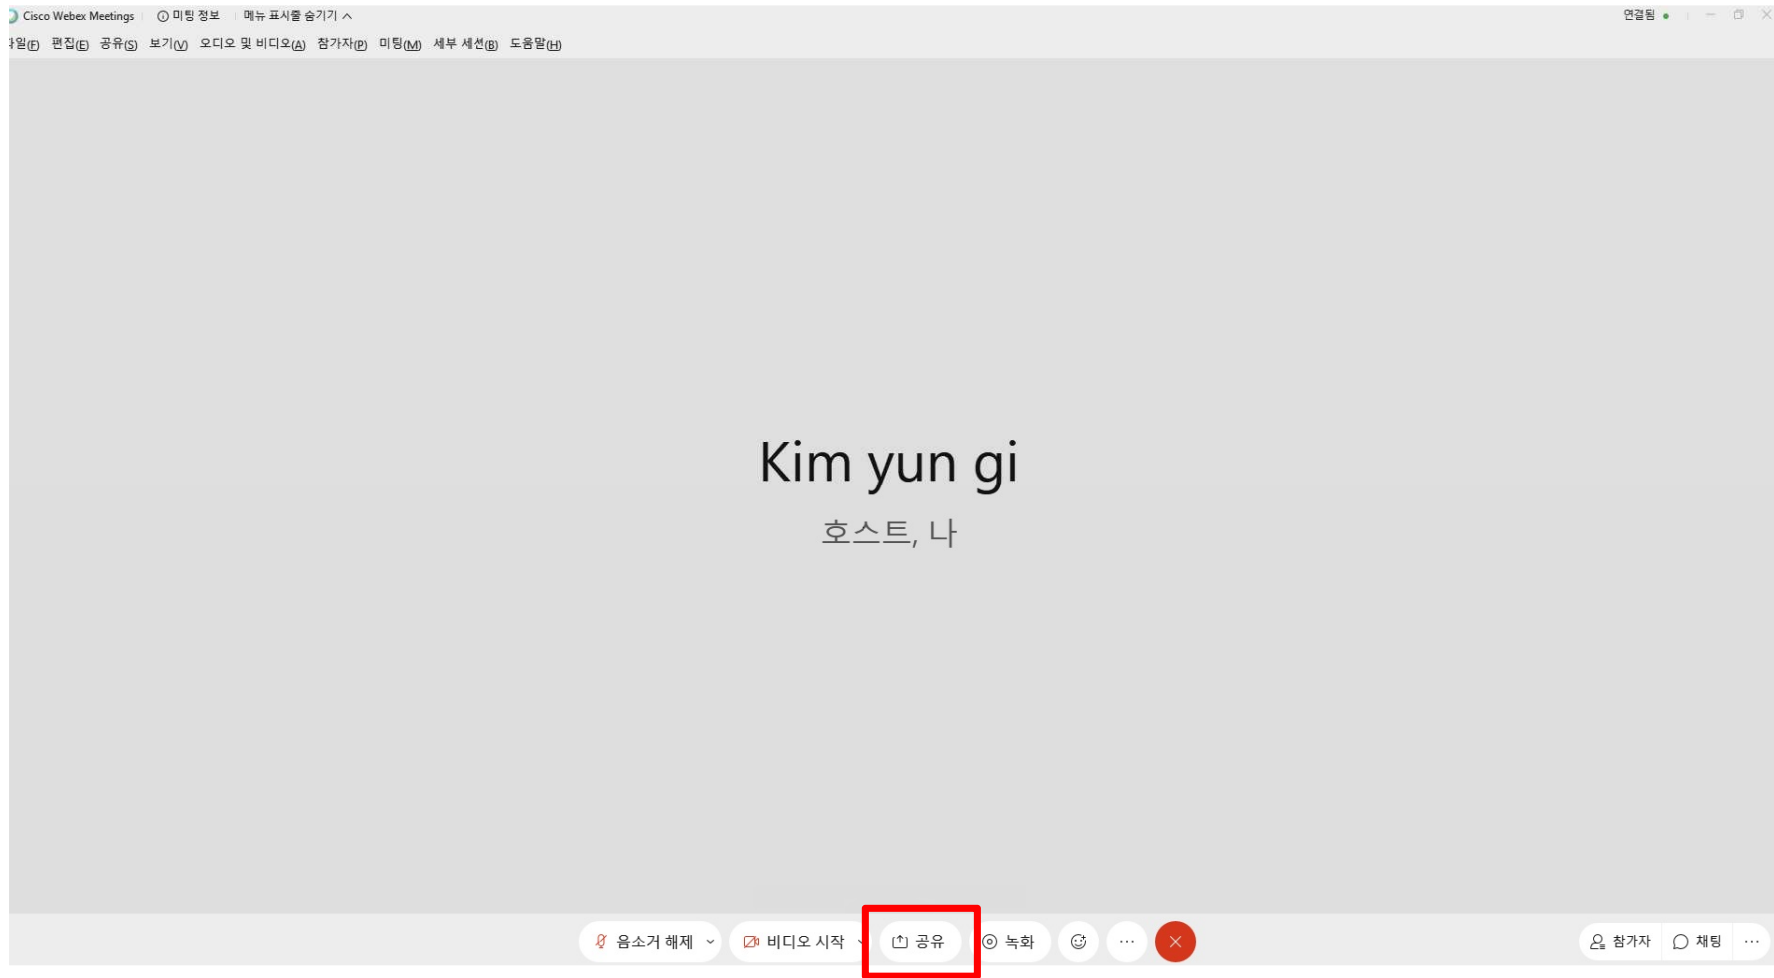 Cisco Webex Meetings 미팅 정보 메뉴 표시줄 숨기기 연결됨
편집(E) 공유(S) 보기(V) 오디오 및 비디오(A) 참가자(P) 미팅(M) 세부 세션(B) 도움말(H)
Kim yun gi
호스트, 나
음소거 해제 비디오 시작 공유 녹화 참가자 채팅